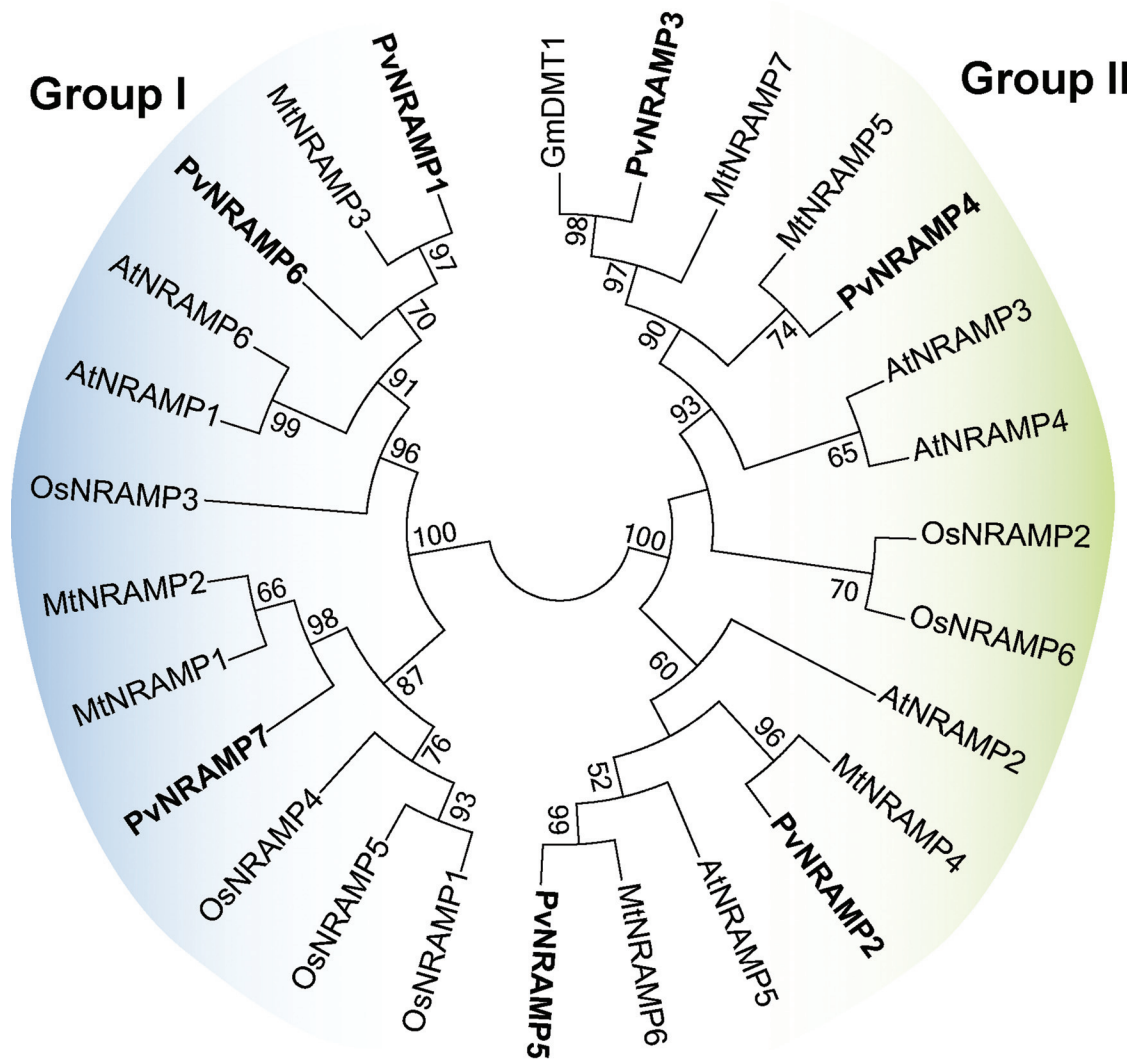 Group I
Group II
PvNRAMP1
MtNRAMP3
PvNRAMP6
AtNRAMP6
AtNRAMP1
OsNRAMP3
MtNRAMP2
MtNRAMP1
PvNRAMP7
OsNRAMP4
OsNRAMP5
OsNRAMP1
97
70
91
99
96
100
66
98
87
76
93
GmDMT1
PvNRAMP3
MtNRAMP7
MtNRAMP5
PvNRAMP4
AtNRAMP3
AtNRAMP4
OsNRAMP2
OsNRAMP6
AtNRAMP2
MtNRAMP4
PvNRAMP2
AtNRAMP5
MtNRAMP6
PvNRAMP5
98
97
90
74
93
65
100
70
60
96
52
99